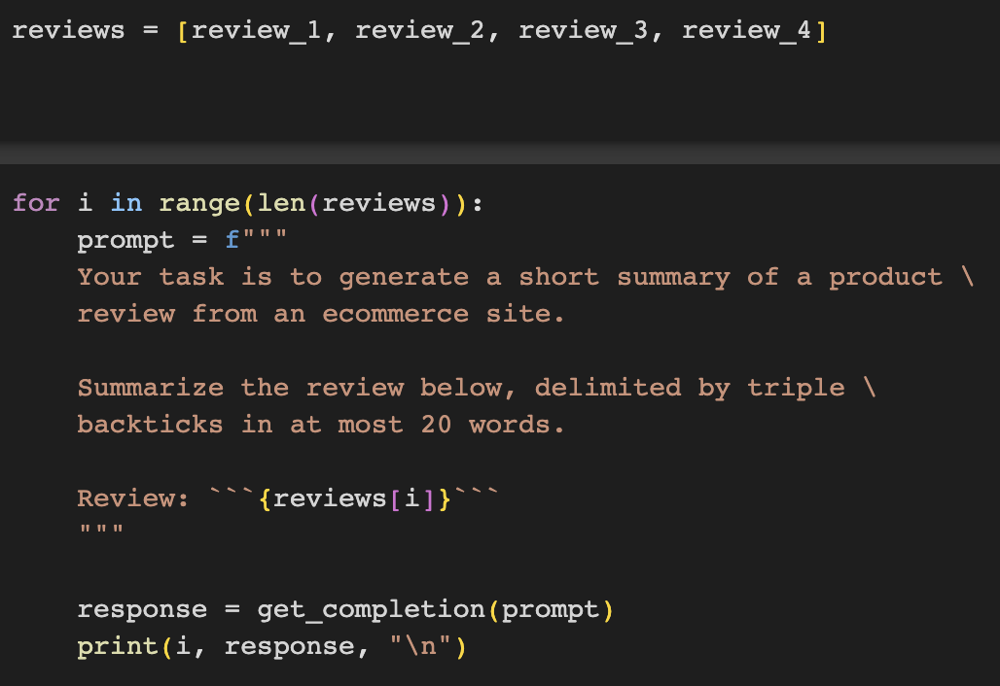 reviews = [review_1, review_2, review_3, review_4]
for i in range(len(reviews)):
    prompt = f"""
    Your task is to generate a short summary of a product \
    review from an ecommerce site.
    Summarize the review below, delimited by triple \
    backticks in at most 20 words.
    Review: ```{reviews[i]}```
    """
    response = get_completion(prompt)
    print(i, response, "\n")